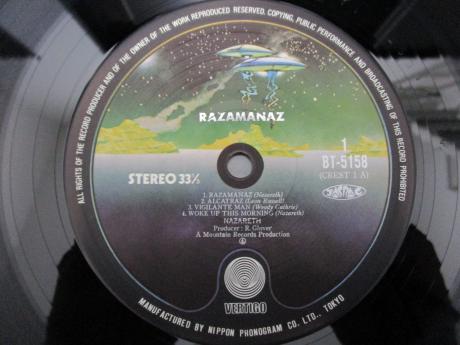 ALL RIGHTS OF THE RECORD PRODUCER AND OF THE OWNER OF THE WORK REPRODUCED RESERVED. COPYING, PUBLIC PERFORMANCE AND BROADCASTING OF THIS RECORD PROHIBITED
RAZAMANAZ
1
BT-5158
(CREST 1 A)
STEREO 33⅓
1. RAZAMANAZ (Nazareth)
2. ALCATRAZ (Leon Russell)
3. VIGILANTE MAN (Woody Guthrie)
4. WOKE UP THIS MORNING (Nazareth)
NAZARETH
Producer : R. Glover
A Mountain Records Production
VERTIGO
MANUFACTURED BY NIPPON PHONOGRAM CO. LTD., TOKYO